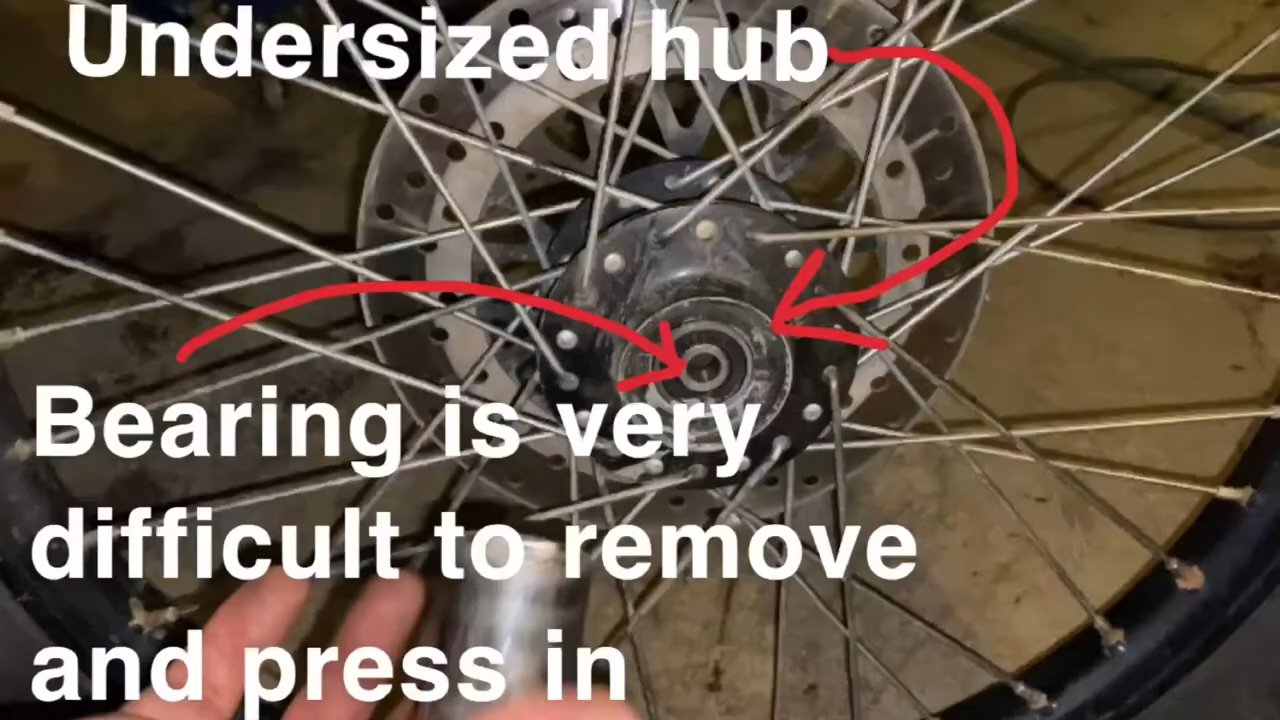 Undersized hub
Bearing is very
difficult to remove
and press in